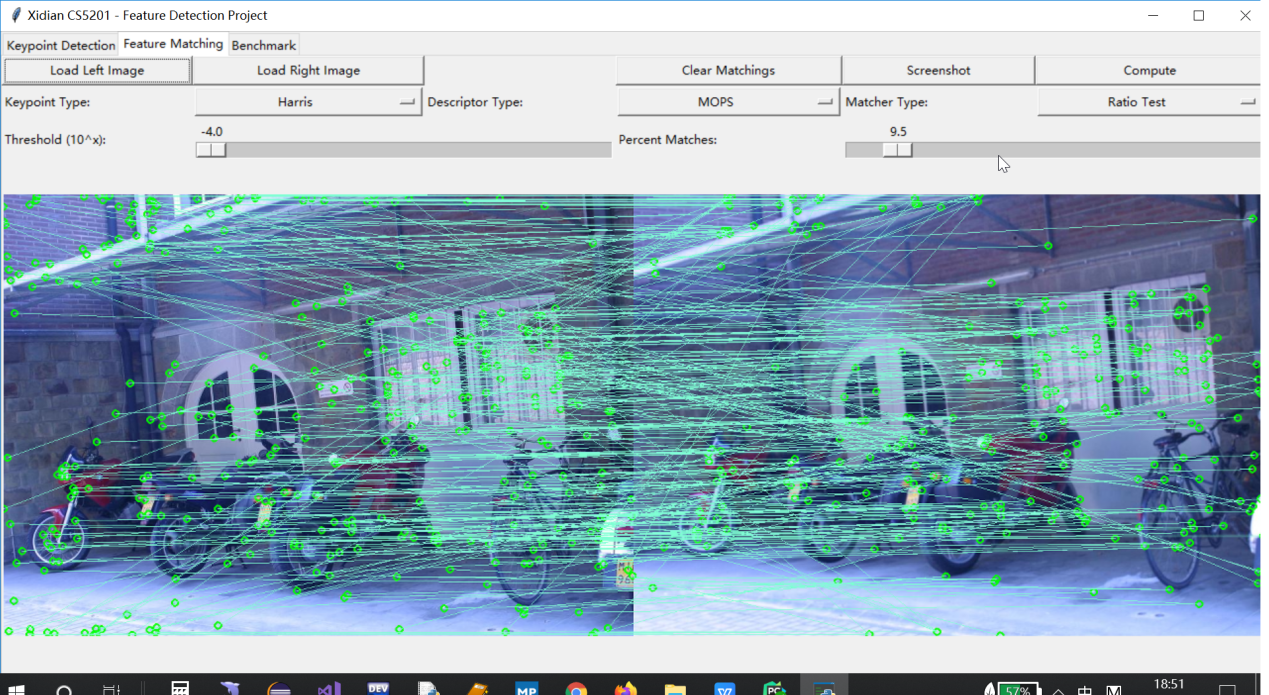 Xidian CS5201 - Feature Detection Project
Keypoint Detection Feature Matching Benchmark
Load Left Image Load Right Image Clear Matchings Screenshot Compute
Keypoint Type: Harris Descriptor Type: MOPS Matcher Type: Ratio Test
-4.0 9.5
Threshold (10^x): Percent Matches:
DEV MP PC 57% 中 M 18:51